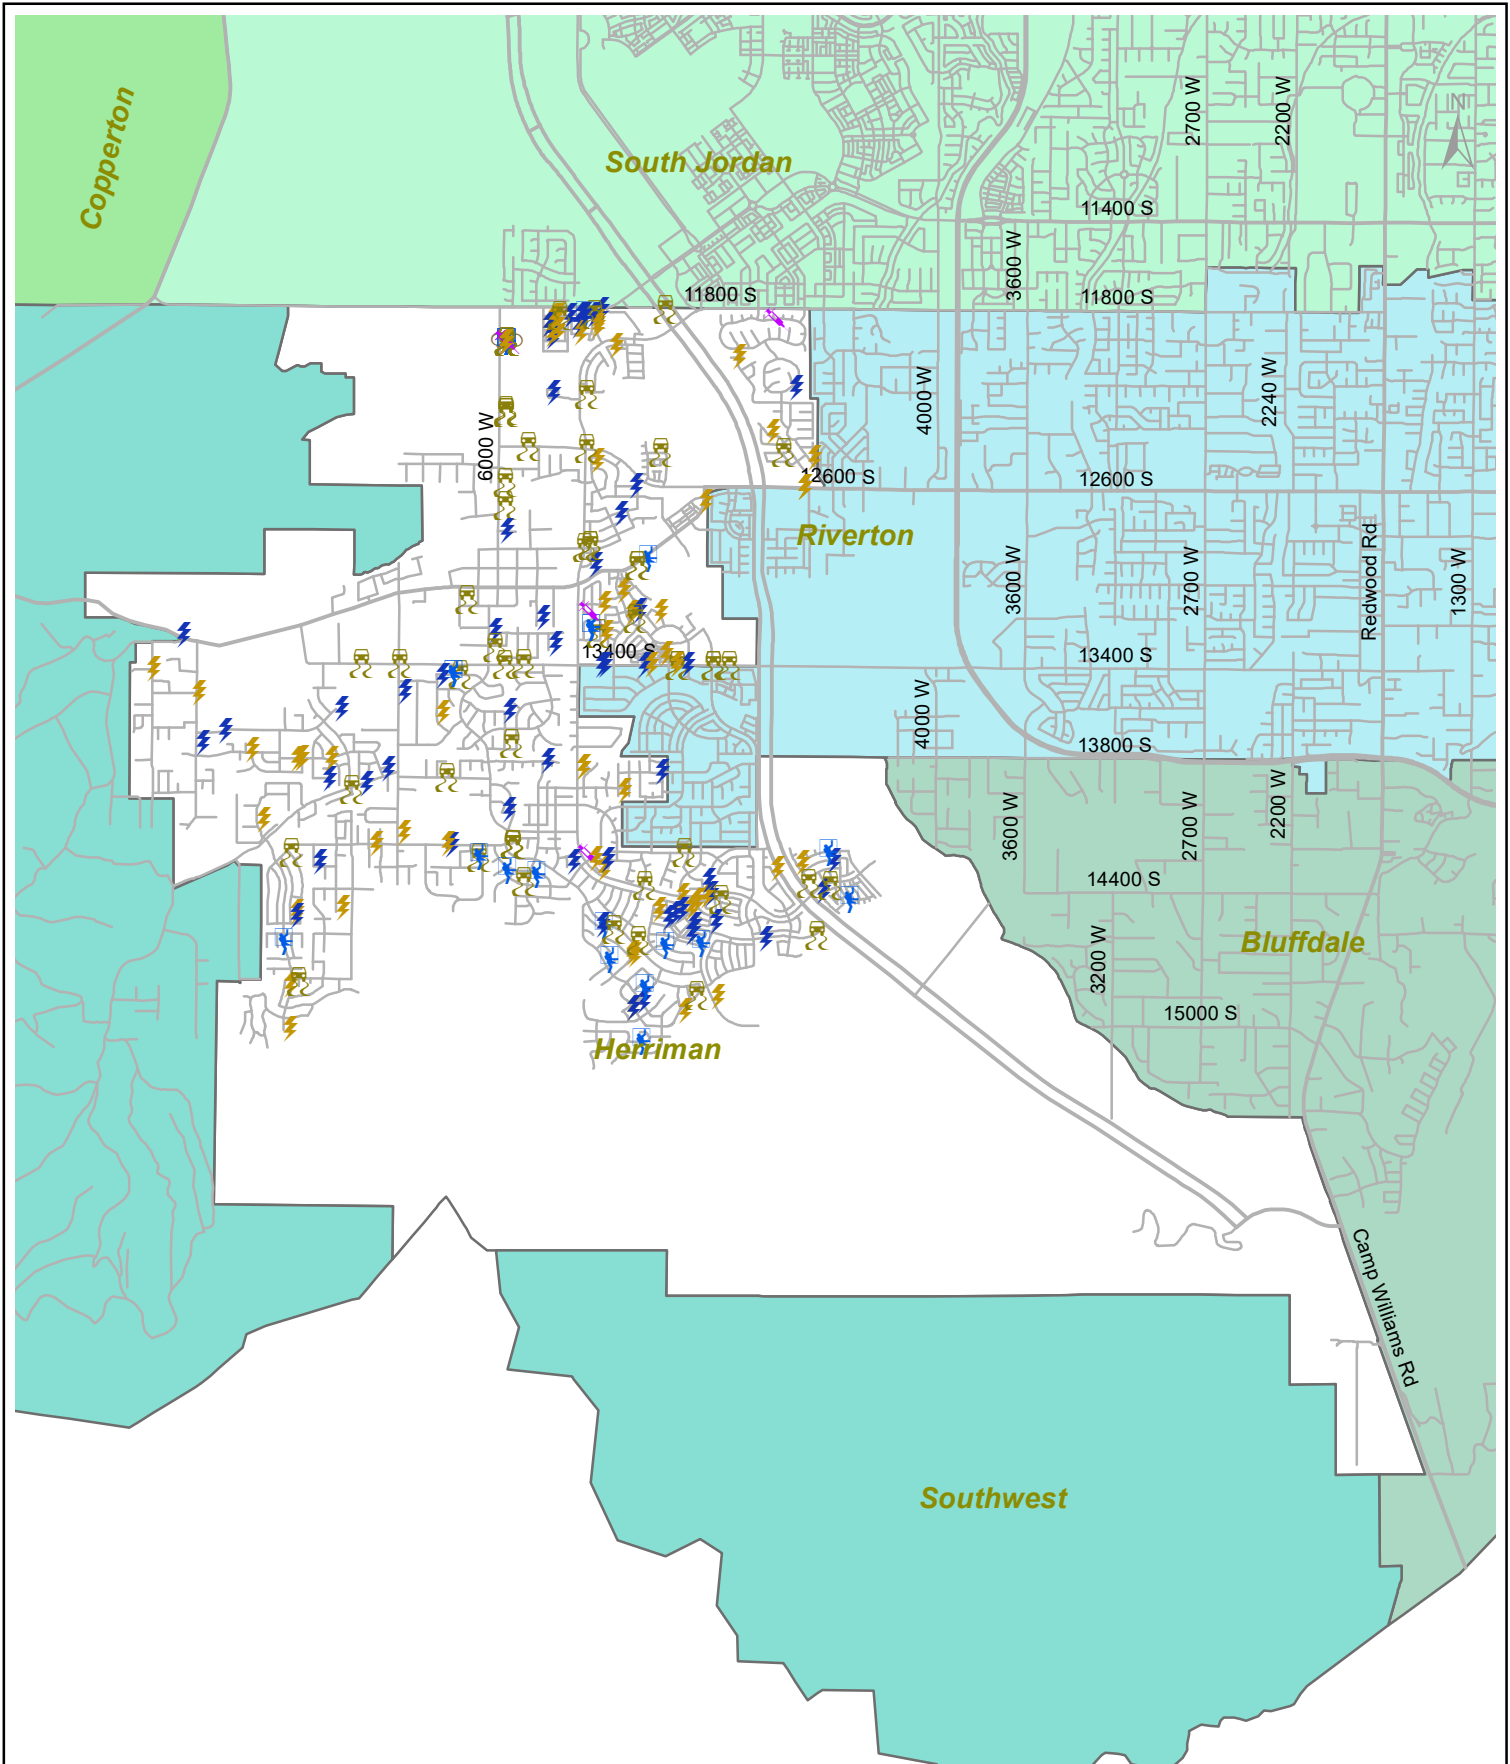 N
2700 W
2200 W
Copperton
South Jordan
11400 S
3600 W
11800 S
11800 S
4000 W
2240 W
6000 W
12600 S
12600 S
Riverton
3600 W
2700 W
Redwood Rd
1300 W
13400 S
13400 S
4000 W
13800 S
3600 W
2700 W
2200 W
14400 S
3200 W
Bluffdale
15000 S
Herriman
Camp Williams Rd
Southwest